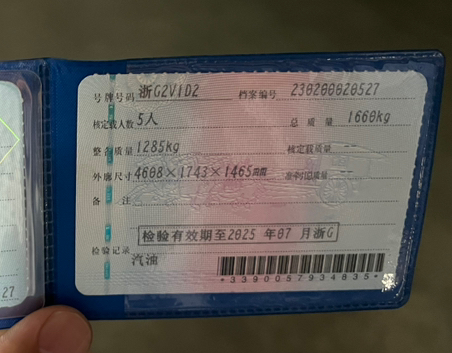 号牌号码 浙G2V1D2 档案编号 230200020527
核定载人数 5人 总质量 1660kg
整备质量 1285kg 核定载质量 --
外廓尺寸 4608×1743×1465mm 准牵引总质量 --
备注
检验有效期至2025年07月浙G
检验记录
汽油
*3390057934835*
27